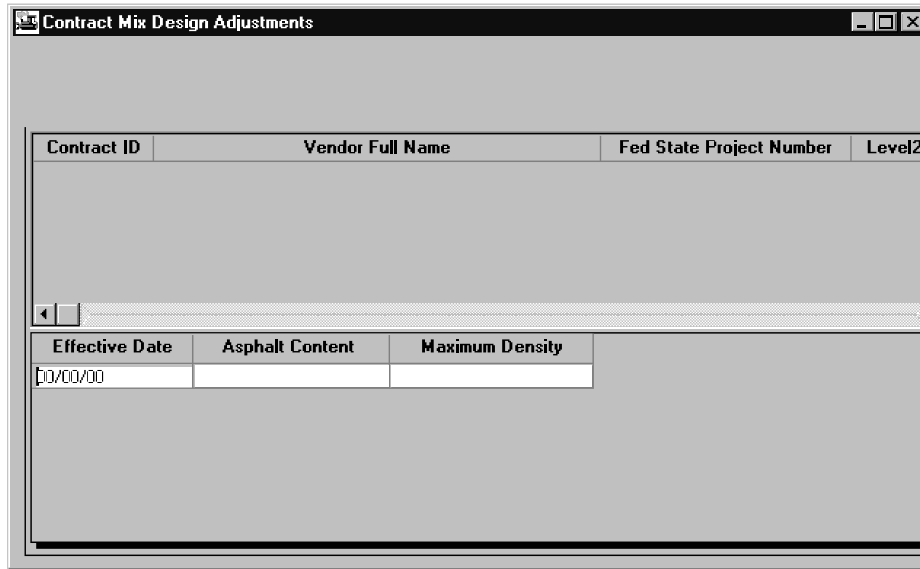 Contract Mix Design Adjustments
Contract ID Vendor Full Name Fed State Project Number Level2
Effective Date Asphalt Content Maximum Density
00/00/00